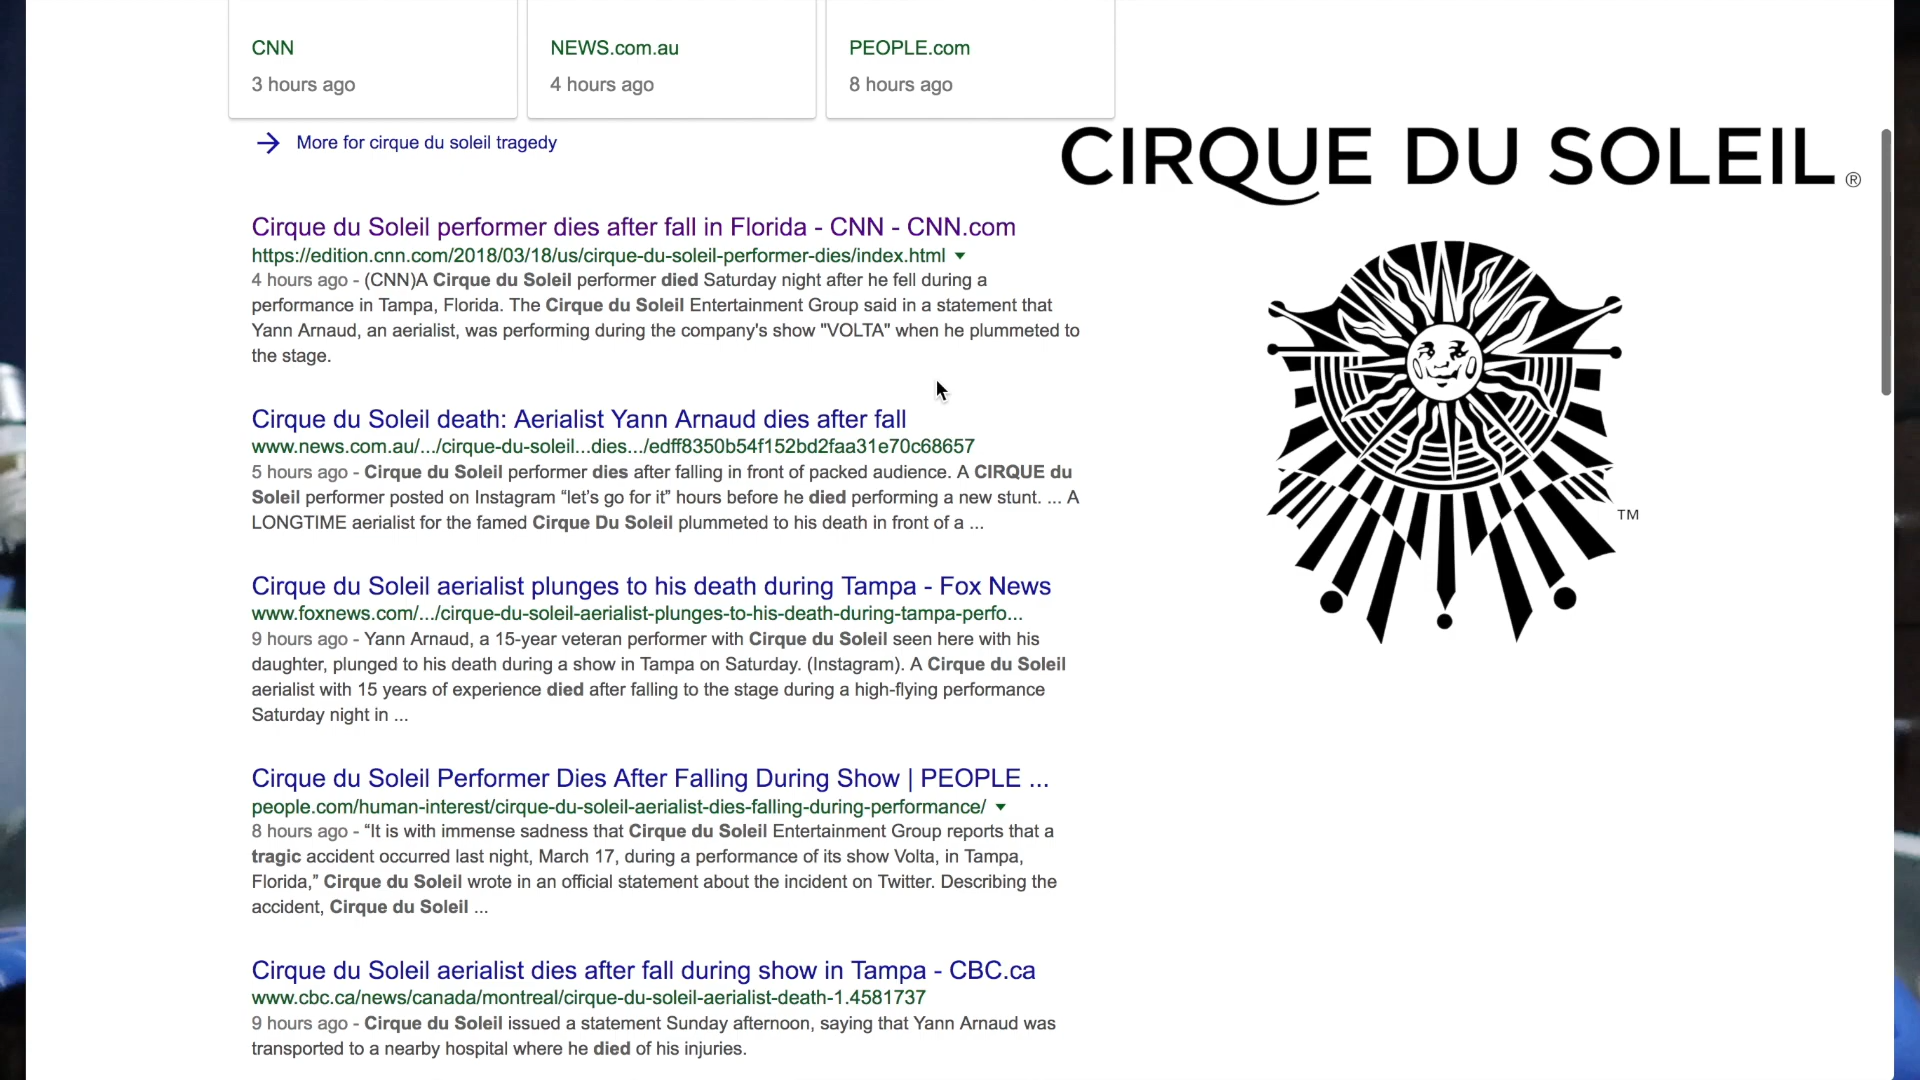 CNN
NEWS.com.au
PEOPLE.com
3 hours ago
4 hours ago
8 hours ago
More for cirque du soleil tragedy
CIRQUE DU SOLEIL ®
Cirque du Soleil performer dies after fall in Florida - CNN - CNN.com
https://edition.cnn.com/2018/03/18/us/cirque-du-soleil-performer-dies/index.html
4 hours ago - (CNN)A Cirque du Soleil performer died Saturday night after he fell during a
performance in Tampa, Florida. The Cirque du Soleil Entertainment Group said in a statement that
Yann Arnaud, an aerialist, was performing during the company's show "VOLTA" when he plummeted to
the stage.
Cirque du Soleil death: Aerialist Yann Arnaud dies after fall
www.news.com.au/.../cirque-du-soleil...dies.../edff8350b54f152bd2faa31e70c68657
5 hours ago - Cirque du Soleil performer dies after falling in front of packed audience. A CIRQUE du
Soleil performer posted on Instagram “let’s go for it” hours before he died performing a new stunt. ... A
LONGTIME aerialist for the famed Cirque Du Soleil plummeted to his death in front of a ...
TM
Cirque du Soleil aerialist plunges to his death during Tampa - Fox News
www.foxnews.com/.../cirque-du-soleil-aerialist-plunges-to-his-death-during-tampa-perfo...
9 hours ago - Yann Arnaud, a 15-year veteran performer with Cirque du Soleil seen here with his
daughter, plunged to his death during a show in Tampa on Saturday. (Instagram). A Cirque du Soleil
aerialist with 15 years of experience died after falling to the stage during a high-flying performance
Saturday night in ...
Cirque du Soleil Performer Dies After Falling During Show | PEOPLE ...
people.com/human-interest/cirque-du-soleil-aerialist-dies-falling-during-performance/
8 hours ago - “It is with immense sadness that Cirque du Soleil Entertainment Group reports that a
tragic accident occurred last night, March 17, during a performance of its show Volta, in Tampa,
Florida,” Cirque du Soleil wrote in an official statement about the incident on Twitter. Describing the
accident, Cirque du Soleil ...
Cirque du Soleil aerialist dies after fall during show in Tampa - CBC.ca
www.cbc.ca/news/canada/montreal/cirque-du-soleil-aerialist-death-1.4581737
9 hours ago - Cirque du Soleil issued a statement Sunday afternoon, saying that Yann Arnaud was
transported to a nearby hospital where he died of his injuries.